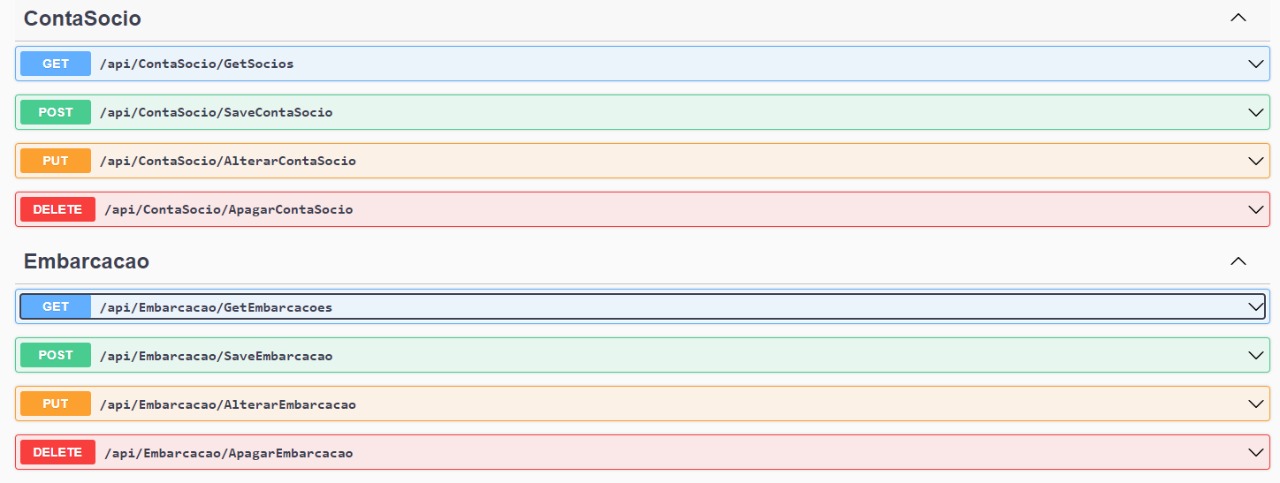 ContaSocio
GET /api/ContaSocio/GetSocios
POST /api/ContaSocio/SaveContaSocio
PUT /api/ContaSocio/AlterarContaSocio
DELETE /api/ContaSocio/ApagarContaSocio
Embarcacao
GET /api/Embarcacao/GetEmbarcacoes
POST /api/Embarcacao/SaveEmbarcacao
PUT /api/Embarcacao/AlterarEmbarcacao
DELETE /api/Embarcacao/ApagarEmbarcacao